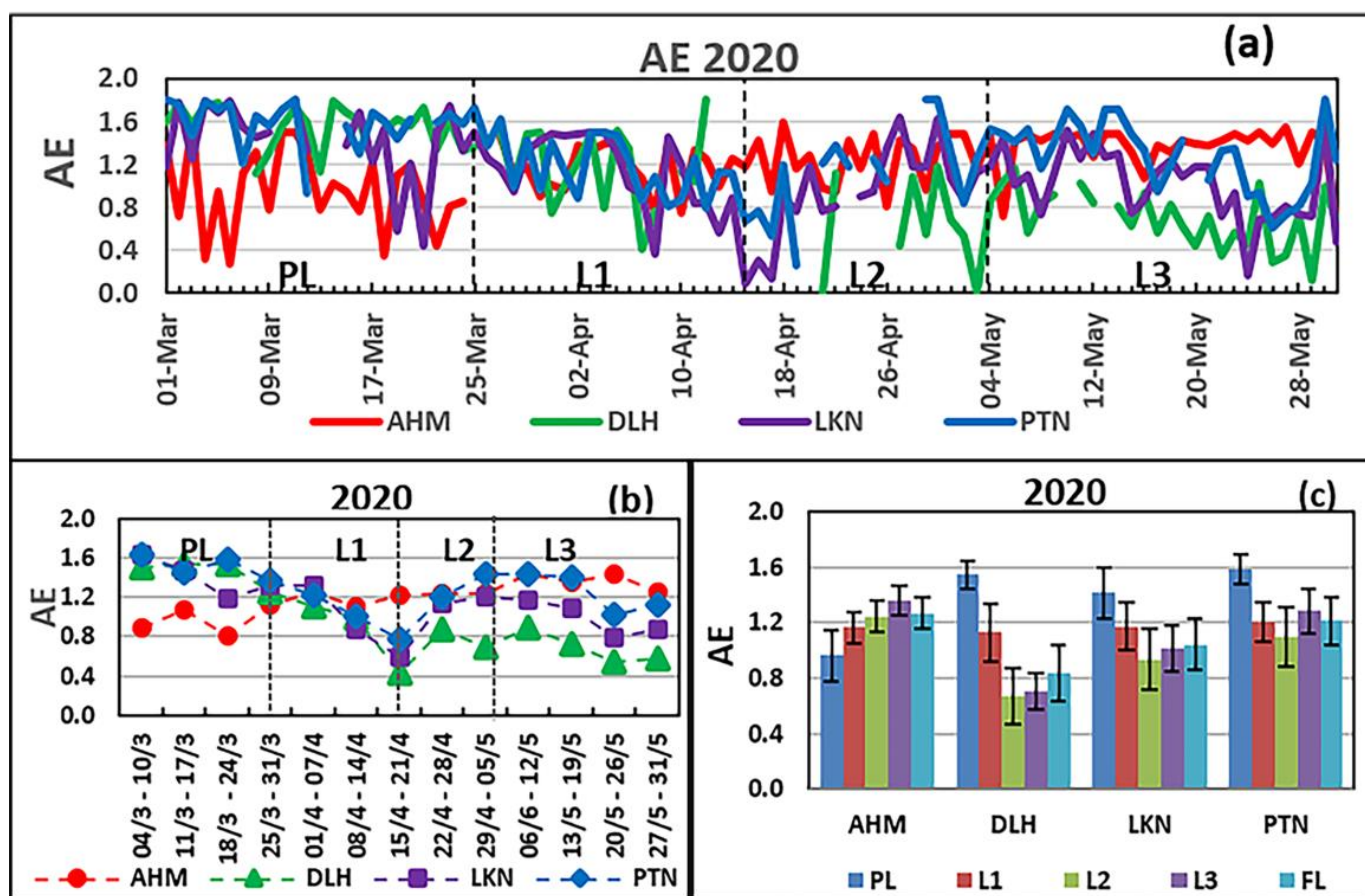 (a)
AE 2020
2.0
1.6
1.2
0.8
0.4
0.0
AE
PL L1 L2 L3
01-Mar 09-Mar 17-Mar 25-Mar 02-Apr 10-Apr 18-Apr 26-Apr 04-May 12-May 20-May 28-May
AHM DLH LKN PTN
2020 (b)
2.0
1.6
1.2
0.8
0.4
0.0
AE
PL L1 L2 L3
04/3 - 10/3 11/3 - 17/3 18/3 - 24/3 25/3 - 31/3 01/4 - 07/4 08/4 - 14/4 15/4 - 21/4 22/4 - 28/4 29/4 - 05/5 06/6 - 12/5 13/5 - 19/5 20/5 - 26/5 27/5 - 31/5
AHM DLH LKN PTN
2020 (c)
2.0
1.6
1.2
0.8
0.4
0.0
AE
AHM DLH LKN PTN
PL L1 L2 L3 FL